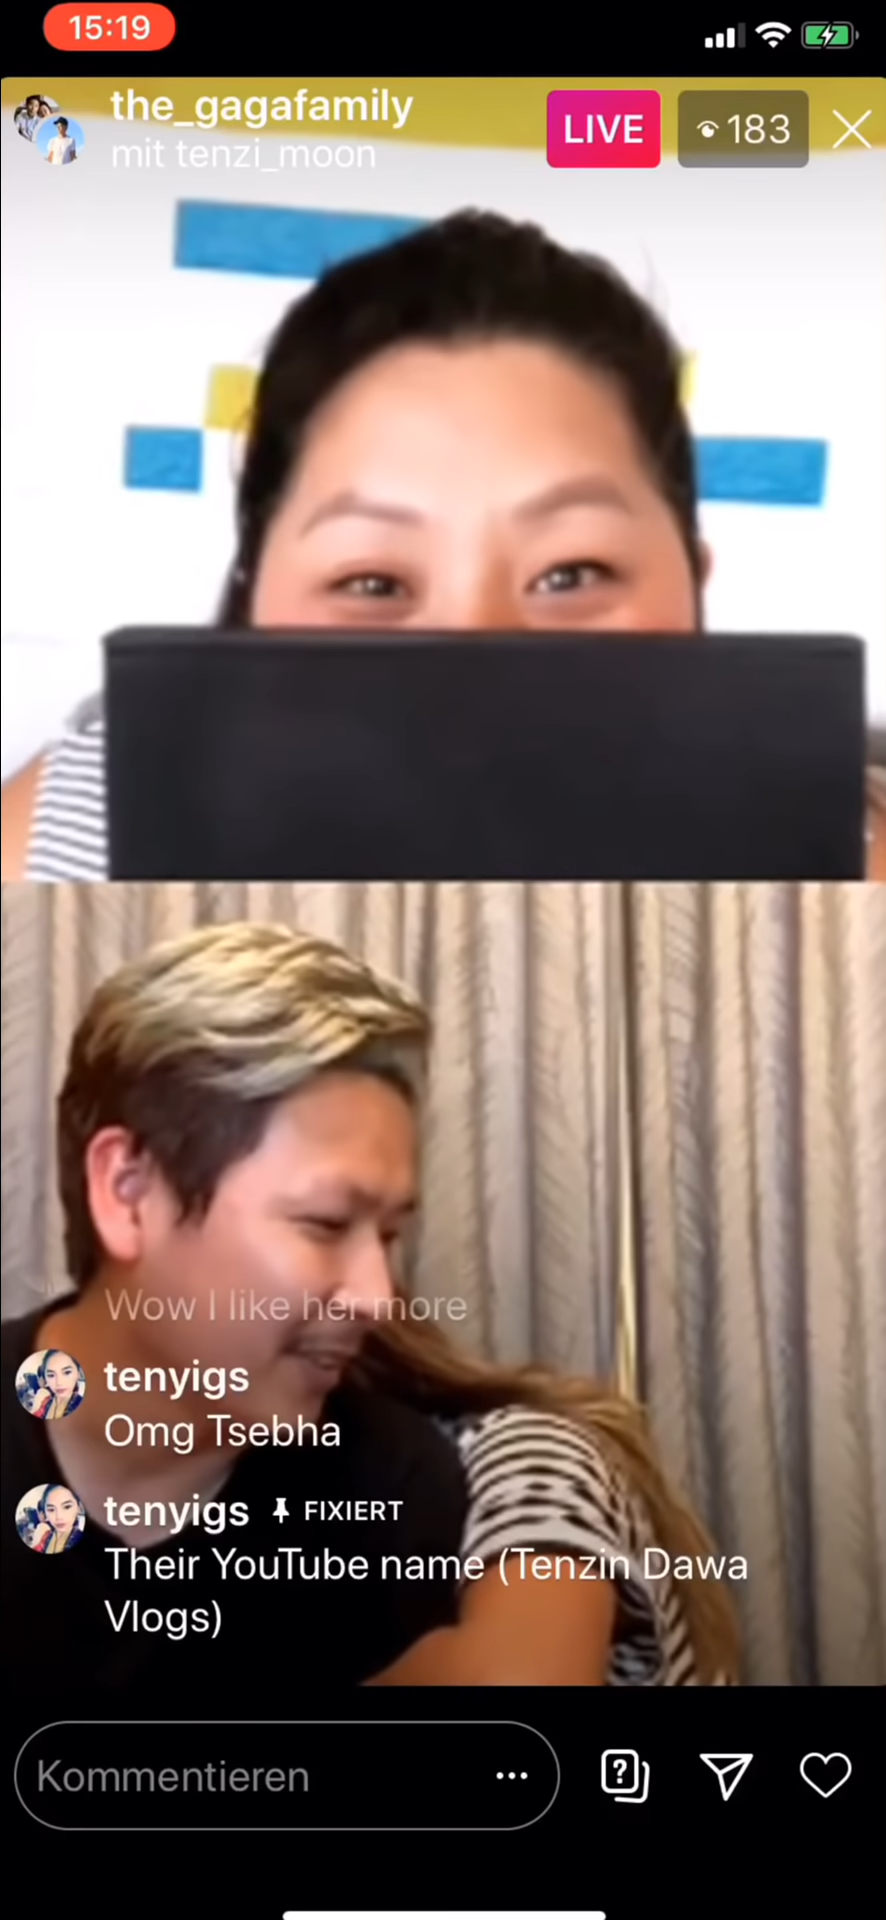 15:19
the_gagafamily
mit tenzi_moon
LIVE
183
Wow I like her more
tenyigs
Omg Tsebha
tenyigs FIXIERT
Their YouTube name (Tenzin Dawa
Vlogs)
Kommentieren